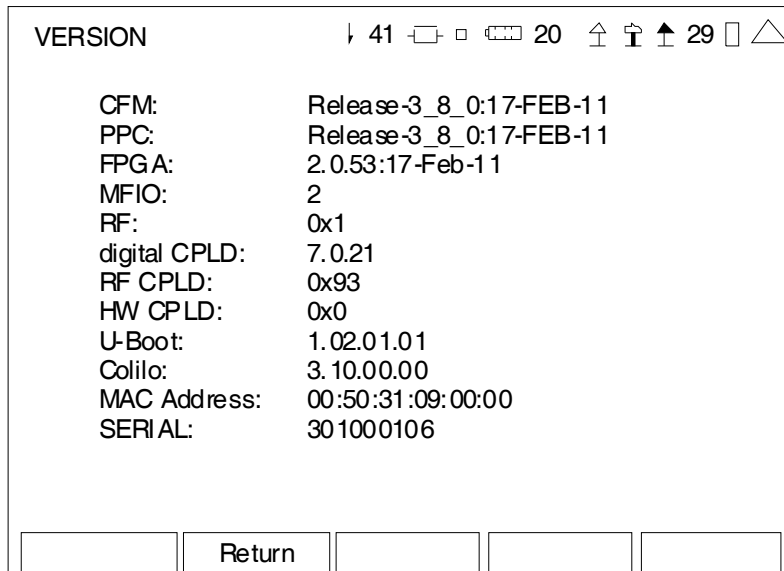 VERSION 41 20 29
CFM: Release-3_8_0:17-FEB-11
PPC: Release-3_8_0:17-FEB-11
FPGA: 2.0.53:17-Feb-11
MFIO: 2
RF: 0x1
digital CPLD: 7.0.21
RF CPLD: 0x93
HW CPLD: 0x0
U-Boot: 1.02.01.01
Colilo: 3.10.00.00
MAC Address: 00:50:31:09:00:00
SERIAL: 301000106
Return